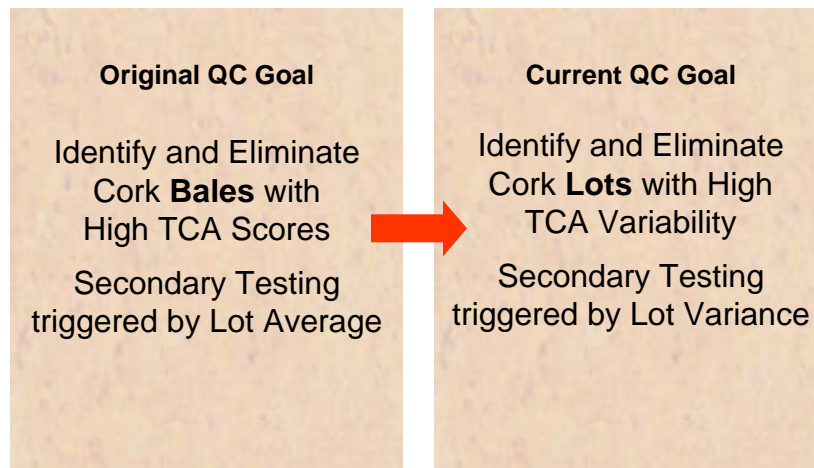 Original QC Goal
Identify and Eliminate
Cork Bales with
High TCA Scores
Secondary Testing
triggered by Lot Average
Current QC Goal
Identify and Eliminate
Cork Lots with High
TCA Variability
Secondary Testing
triggered by Lot Variance